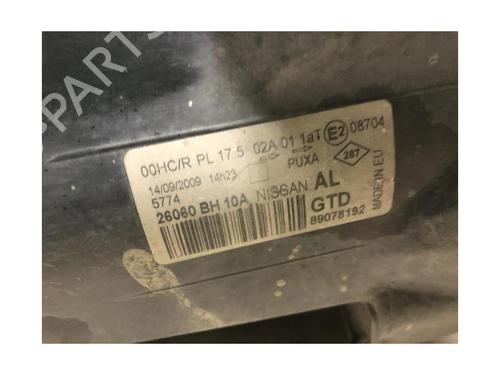 PARTS
00HC/R PL 17.5 02A 01 1aT E2 08704
14/09/2009 14h23 PUXA 287
5774
26060 BH 10A NISSAN AL
GTD
89078192
MADE IN EU